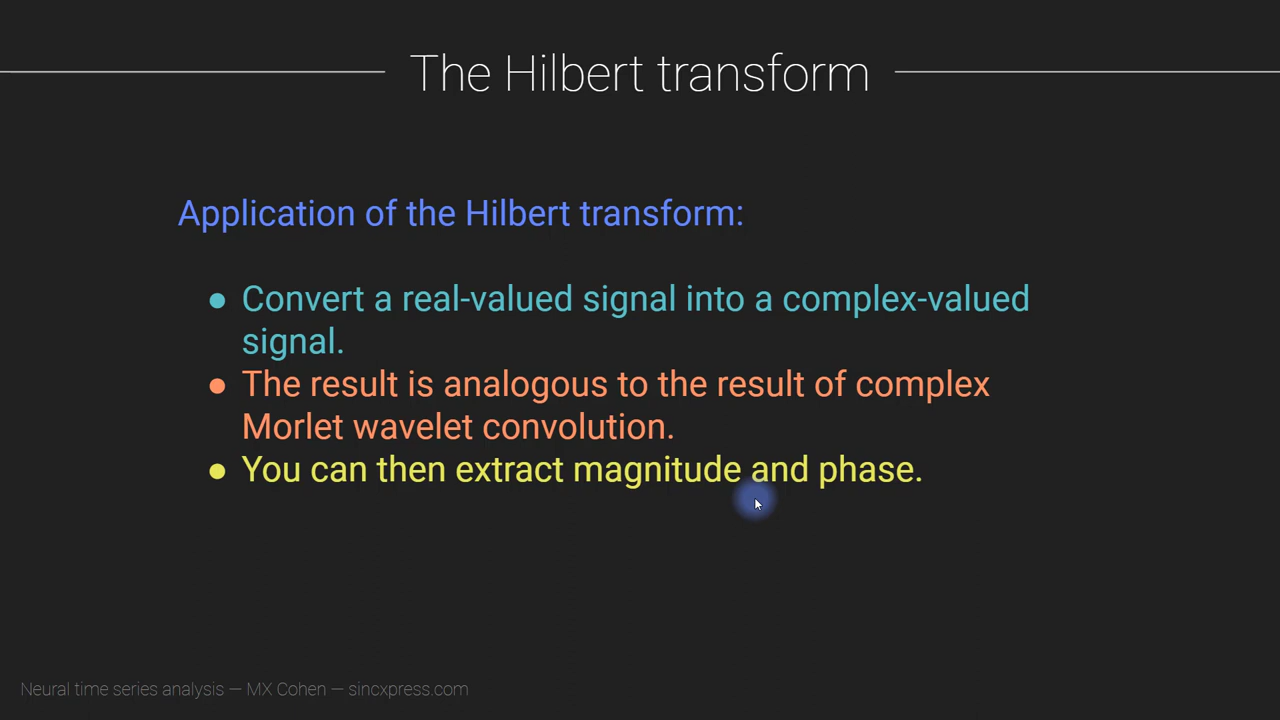 The Hilbert transform
Application of the Hilbert transform:
● Convert a real-valued signal into a complex-valued
signal.
● The result is analogous to the result of complex
Morlet wavelet convolution.
● You can then extract magnitude and phase.
Neural time series analysis — MX Cohen — sincxpress.com